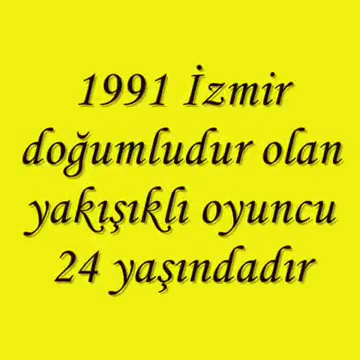 1991 İzmir
doğumludur olan
yakışıklı oyuncu
24 yaşındadır